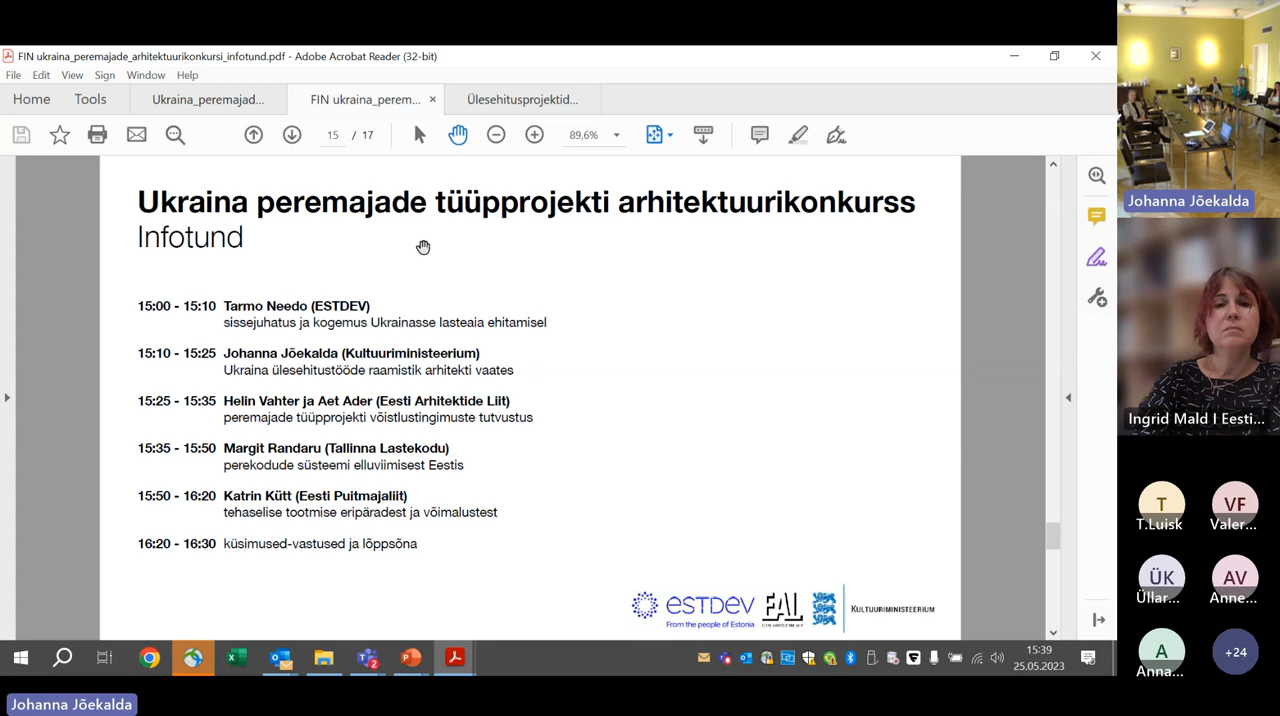 FIN ukraina_peremajade_arhitektuurikonkursi_infotund.pdf - Adobe Acrobat Reader (32-bit)
File Edit View Sign Window Help
Home Tools Ukraina_peremajad... FIN ukraina_perem... × Ülesehitusprojektid...
15 / 17 89,6%
Ukraina peremajade tüüpprojekti arhitektuurikonkurss
Infotund
15:00 - 15:10 Tarmo Needo (ESTDEV)
sissejuhatus ja kogemus Ukrainasse lasteaia ehitamisel
15:10 - 15:25 Johanna Jõekalda (Kultuuriministeerium)
Ukraina ülesehitustööde raamistik arhitekti vaates
15:25 - 15:35 Helin Vahter ja Aet Ader (Eesti Arhitektide Liit)
peremajade tüüpprojekti võistlustingimuste tutvustus
15:35 - 15:50 Margit Randaru (Tallinna Lastekodu)
perekodude süsteemi elluviimisest Eestis
15:50 - 16:20 Katrin Kütt (Eesti Puitmajaliit)
tehaselise tootmise eripäradest ja võimalustest
16:20 - 16:30 küsimused-vastused ja lõppsõna
ESTDEV
From the people of Estonia
EAL
KULTUURIMINISTEERIUM
15:39
25.05.2023
Johanna Jõekalda
Johanna Jõekalda
Ingrid Mald I Eesti...
T
T.Luisk
VF
Valer...
ÜK
Üllar...
AV
Anne...
A
Anna...
+24